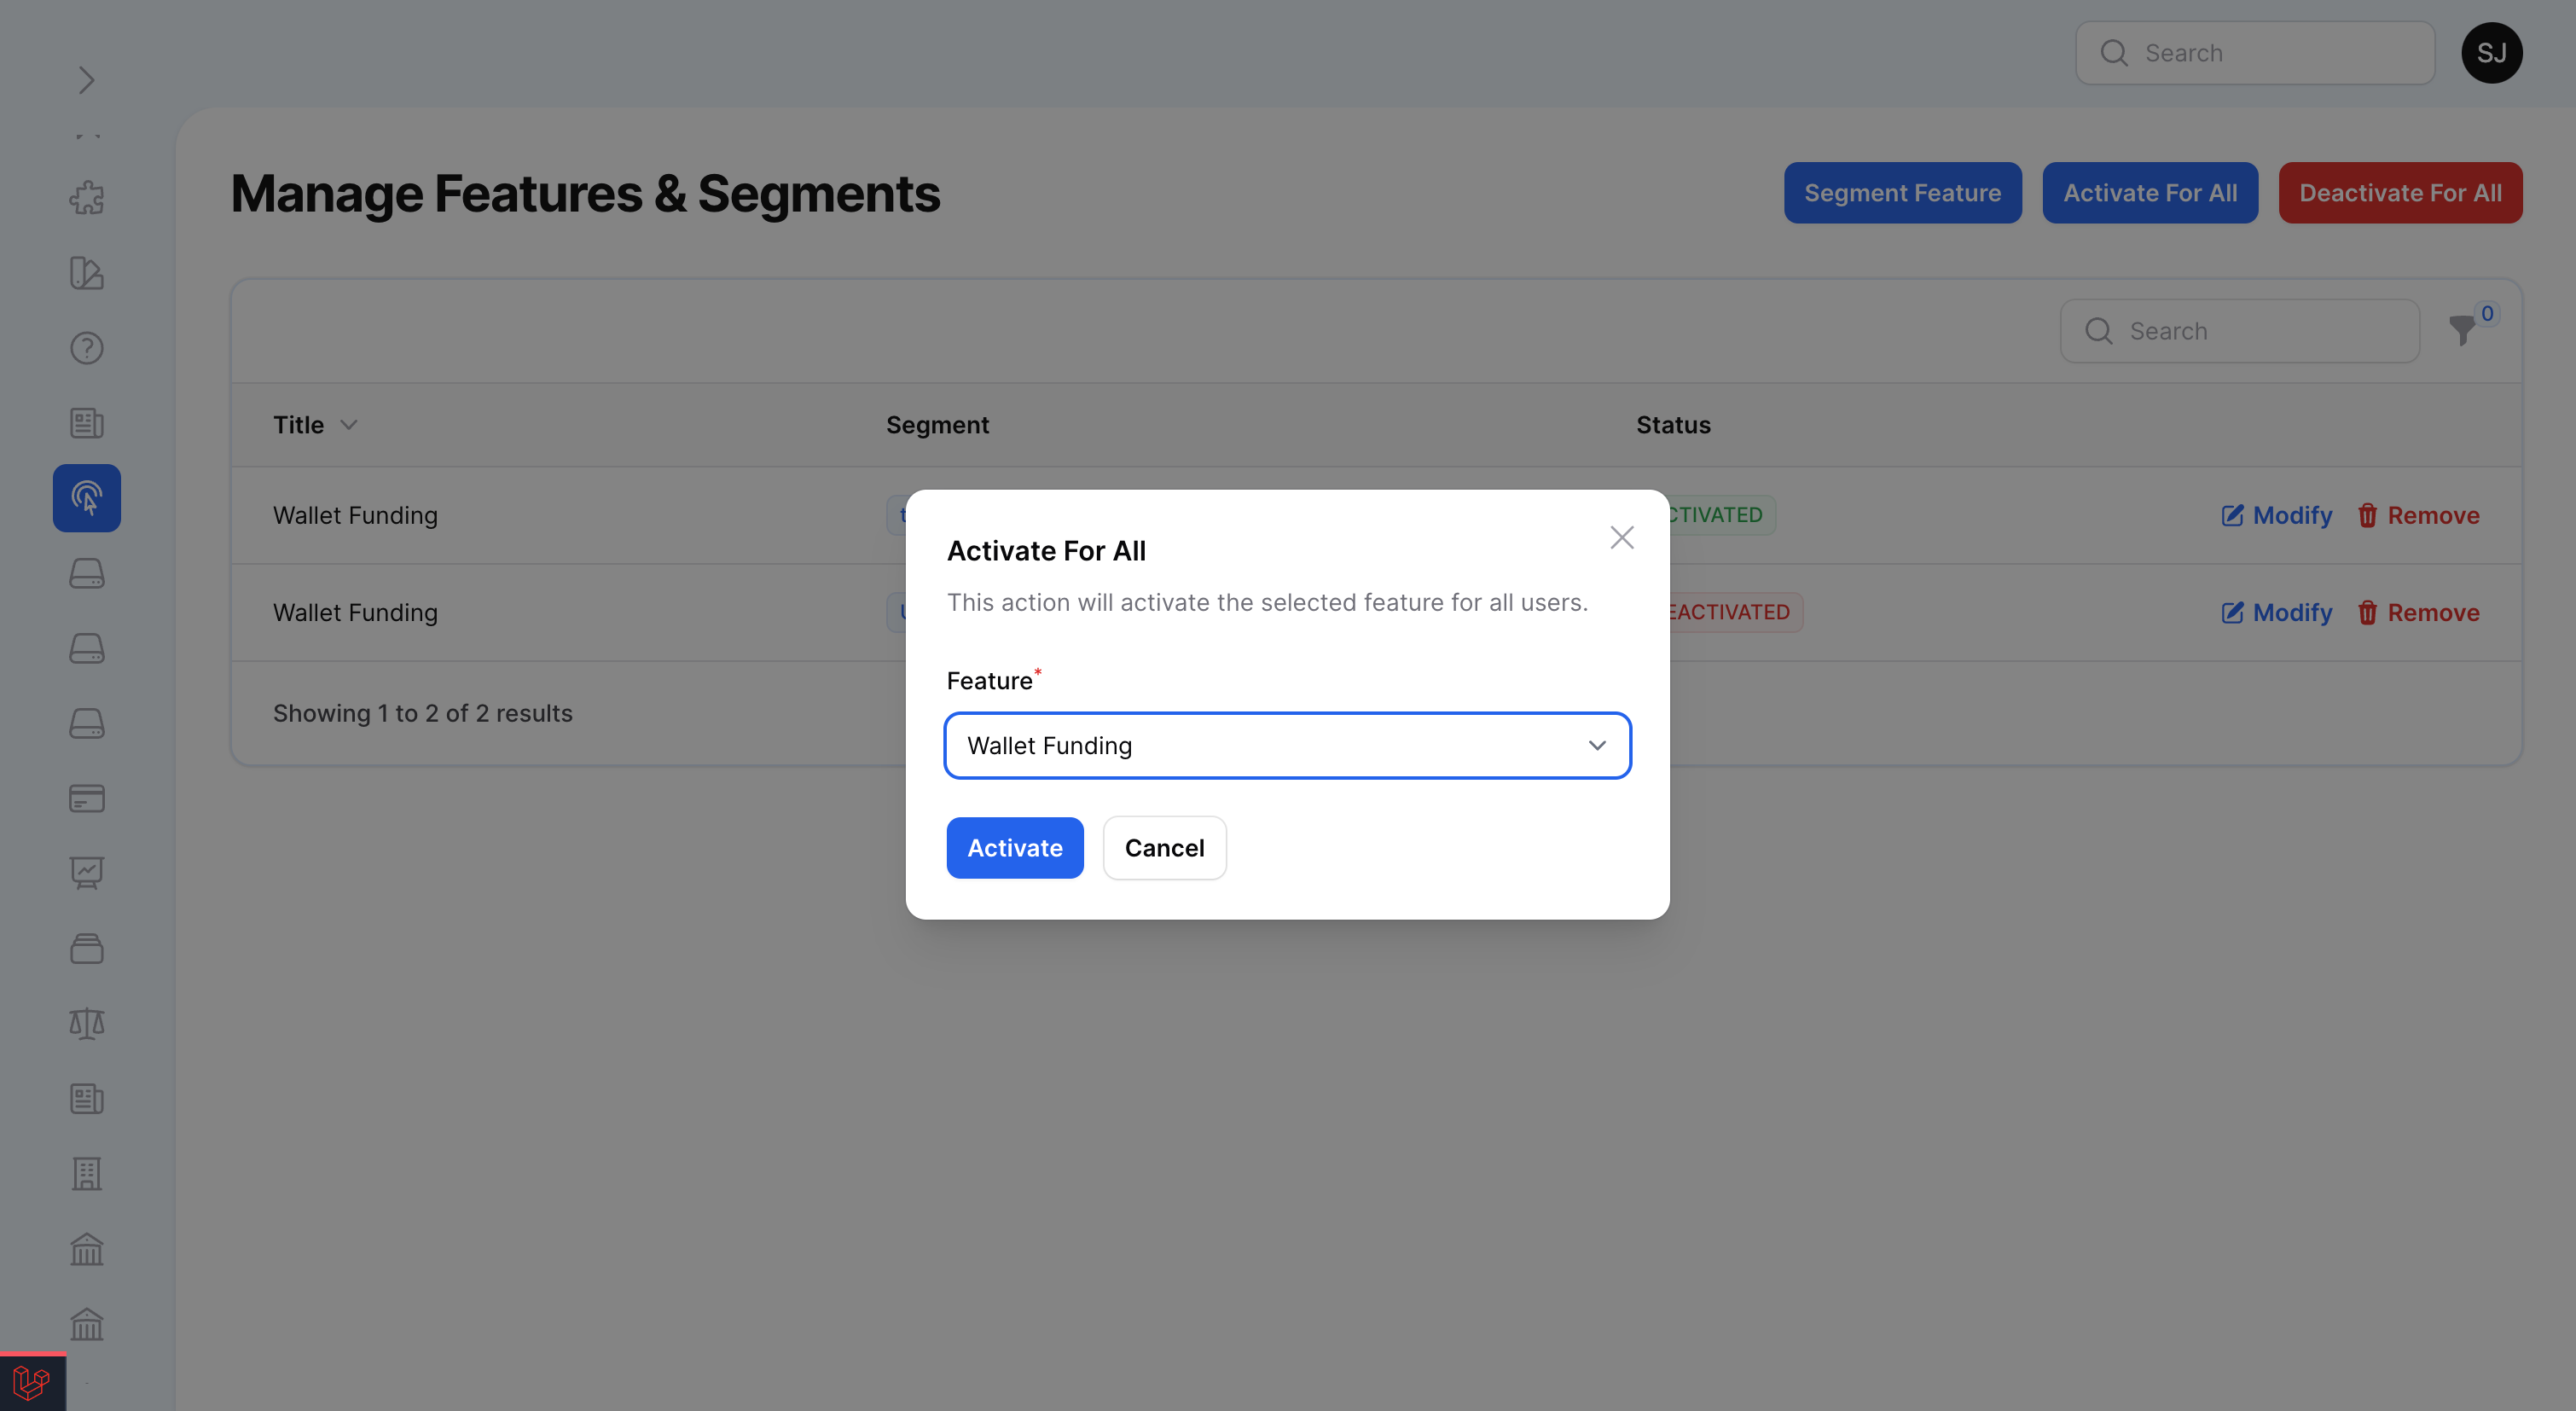 Search
SJ
Manage Features & Segments
Segment Feature
Activate For All
Deactivate For All
Search
0
Title
Segment
Status
Wallet Funding
Modify
Remove
Wallet Funding
Modify
Remove
Showing 1 to 2 of 2 results
Activate For All
This action will activate the selected feature for all users.
Feature*
Wallet Funding
Activate
Cancel